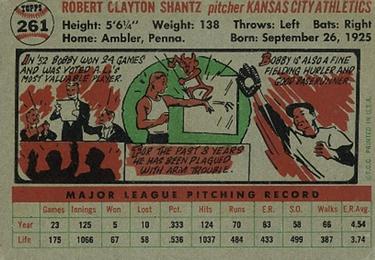 TOPPS
261
ROBERT CLAYTON SHANTZ pitcher KANSAS CITY ATHLETICS
Height: 5'6¼" Weight: 138 Throws: Left Bats: Right
Home: Ambler, Penna. Born: September 26, 1925
IN '52 BOBBY WON 24 GAMES
AND WAS VOTED A.L.'s
MOST VALUABLE PLAYER.
FOR THE PAST 3 YEARS
HE HAS BEEN PLAGUED
WITH ARM TROUBLE.
BOBBY IS ALSO A FINE
FIELDING HURLER AND
GOOD BASERUNNER.
©T.C.G. PRINTED IN U.S.A.
MAJOR LEAGUE PITCHING RECORD
Games Innings Won Lost Pct. Hits Runs E.R. S.O. Walks E.R.Avg.
Year 23 125 5 10 .333 124 70 63 58 66 4.54
Life 175 1066 67 58 .536 1037 484 433 499 387 3.74